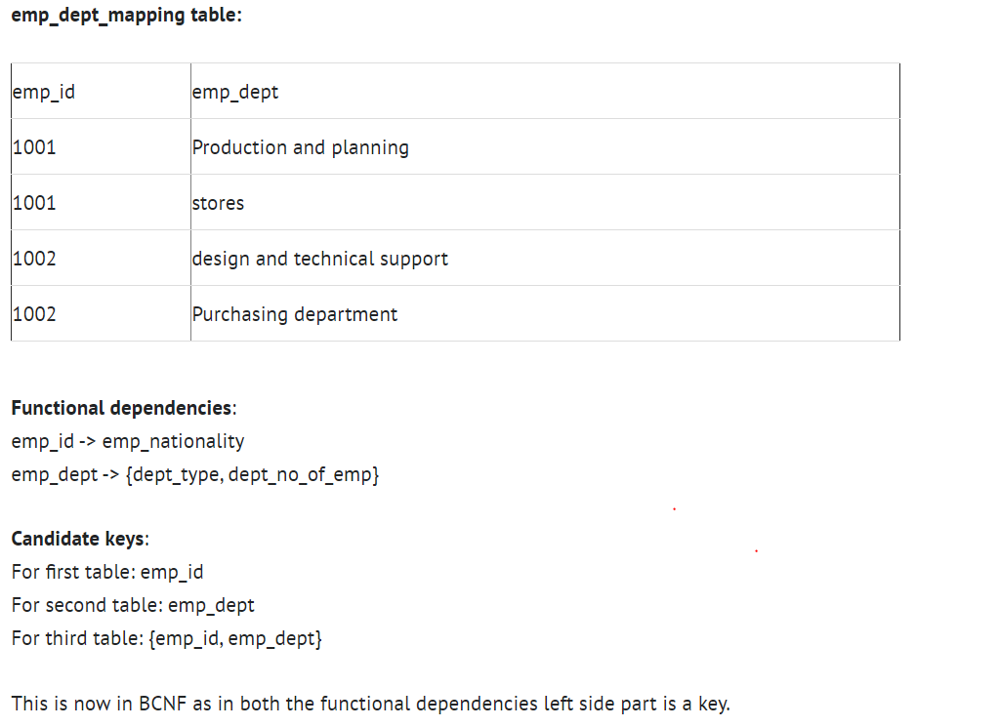 emp_dept_mapping table:
emp_id emp_dept
1001 Production and planning
1001 stores
1002 design and technical support
1002 Purchasing department
Functional dependencies:
emp_id -> emp_nationality
emp_dept -> {dept_type, dept_no_of_emp}
Candidate keys:
For first table: emp_id
For second table: emp_dept
For third table: {emp_id, emp_dept}
This is now in BCNF as in both the functional dependencies left side part is a key.